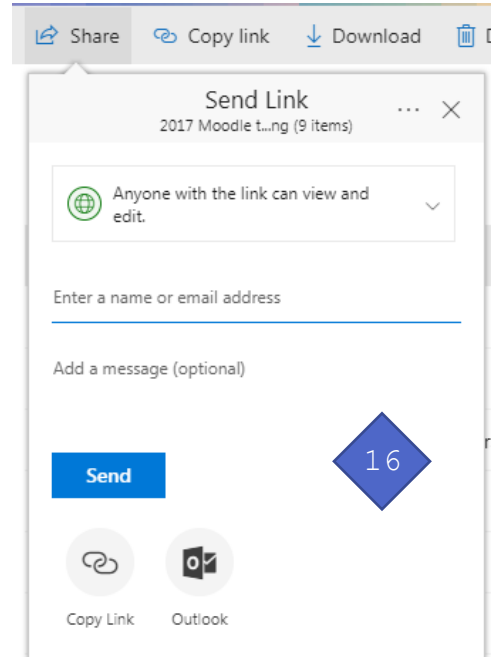 Share Copy link Download D
Send Link
2017 Moodle t...ng (9 items)
Anyone with the link can view and
edit.
Enter a name or email address
Add a message (optional)
16
Send
Copy Link Outlook